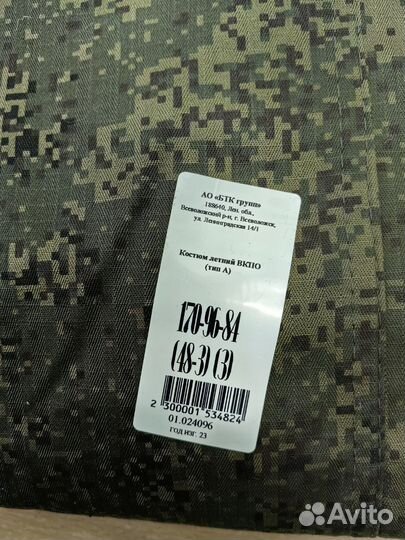 АО «БТК групп»
188640, Лен. обл.,
Всеволожский р-н, г. Всеволожск,
ул. Ленинградская 14/1
Костюм летний ВКПО
(тип А)
170-96-84
(48-3) (3)
2 300001 534824
01.024096
год изг. 23
Avito